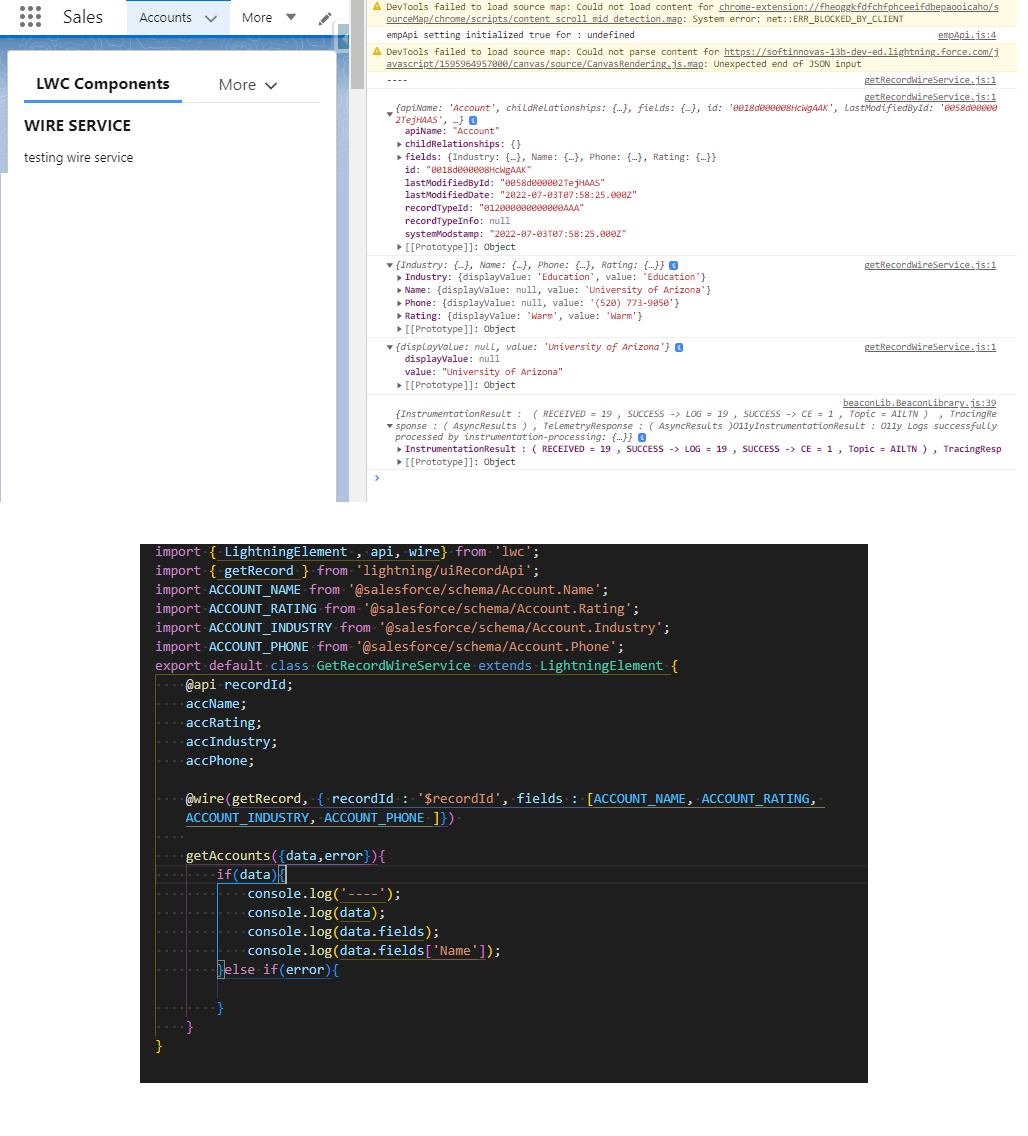 Sales
Accounts
More
LWC Components
More
WIRE SERVICE
testing wire service
DevTools failed to load source map: Could not load content for chrome-extension://fheoggkfdfchfphceeifdbepaooicaho/s
ourceMap/chrome/scripts/content_scroll_mid_detection.map: System error: net::ERR_BLOCKED_BY_CLIENT
empApi setting initialized true for : undefined empApi.js:4
DevTools failed to load source map: Could not parse content for https://softinnovas-13b-dev-ed.lightning.force.com/j
avascript/1595964957000/canvas/source/CanvasRendering.js.map: Unexpected end of JSON input
---- getRecordWireService.js:1
getRecordWireService.js:1
{apiName: 'Account', childRelationships: {…}, fields: {…}, id: '0018d000008HcWgAAK', lastModifiedById: '0058d00000
2TejHAAS', …}
apiName: "Account"
childRelationships: {}
fields: {Industry: {…}, Name: {…}, Phone: {…}, Rating: {…}}
id: "0018d000008HcWgAAK"
lastModifiedById: "0058d000002TejHAAS"
lastModifiedDate: "2022-07-03T07:58:25.000Z"
recordTypeId: "012000000000000AAA"
recordTypeInfo: null
systemModstamp: "2022-07-03T07:58:25.000Z"
[[Prototype]]: Object
{Industry: {…}, Name: {…}, Phone: {…}, Rating: {…}} getRecordWireService.js:1
Industry: {displayValue: 'Education', value: 'Education'}
Name: {displayValue: null, value: 'University of Arizona'}
Phone: {displayValue: null, value: '(520) 773-9050'}
Rating: {displayValue: 'Warm', value: 'Warm'}
[[Prototype]]: Object
{displayValue: null, value: 'University of Arizona'} getRecordWireService.js:1
displayValue: null
value: "University of Arizona"
[[Prototype]]: Object
beaconLib.BeaconLibrary.js:39
{InstrumentationResult :  ( RECEIVED = 19 , SUCCESS -> LOG = 19 , SUCCESS -> CE = 1 , Topic = AILTN )  , TracingRe
sponse : ( AsyncResults ) , TelemetryResponse : ( AsyncResults )O11yInstrumentationResult : O11y Logs successfully
processed by instrumentation-processing: {…}}
InstrumentationResult : ( RECEIVED = 19 , SUCCESS -> LOG = 19 , SUCCESS -> CE = 1 , Topic = AILTN ) , TracingResp
[[Prototype]]: Object
import { LightningElement , api, wire} from 'lwc';
import { getRecord } from 'lightning/uiRecordApi';
import ACCOUNT_NAME from '@salesforce/schema/Account.Name';
import ACCOUNT_RATING from '@salesforce/schema/Account.Rating';
import ACCOUNT_INDUSTRY from '@salesforce/schema/Account.Industry';
import ACCOUNT_PHONE from '@salesforce/schema/Account.Phone';
export default class GetRecordWireService extends LightningElement {
@api recordId;
accName;
accRating;
accIndustry;
accPhone;
@wire(getRecord, { recordId : '$recordId', fields : [ACCOUNT_NAME, ACCOUNT_RATING,
ACCOUNT_INDUSTRY, ACCOUNT_PHONE ]})
getAccounts({data,error}){
if(data){
console.log('----');
console.log(data);
console.log(data.fields);
console.log(data.fields['Name']);
}else if(error){
}
}
}